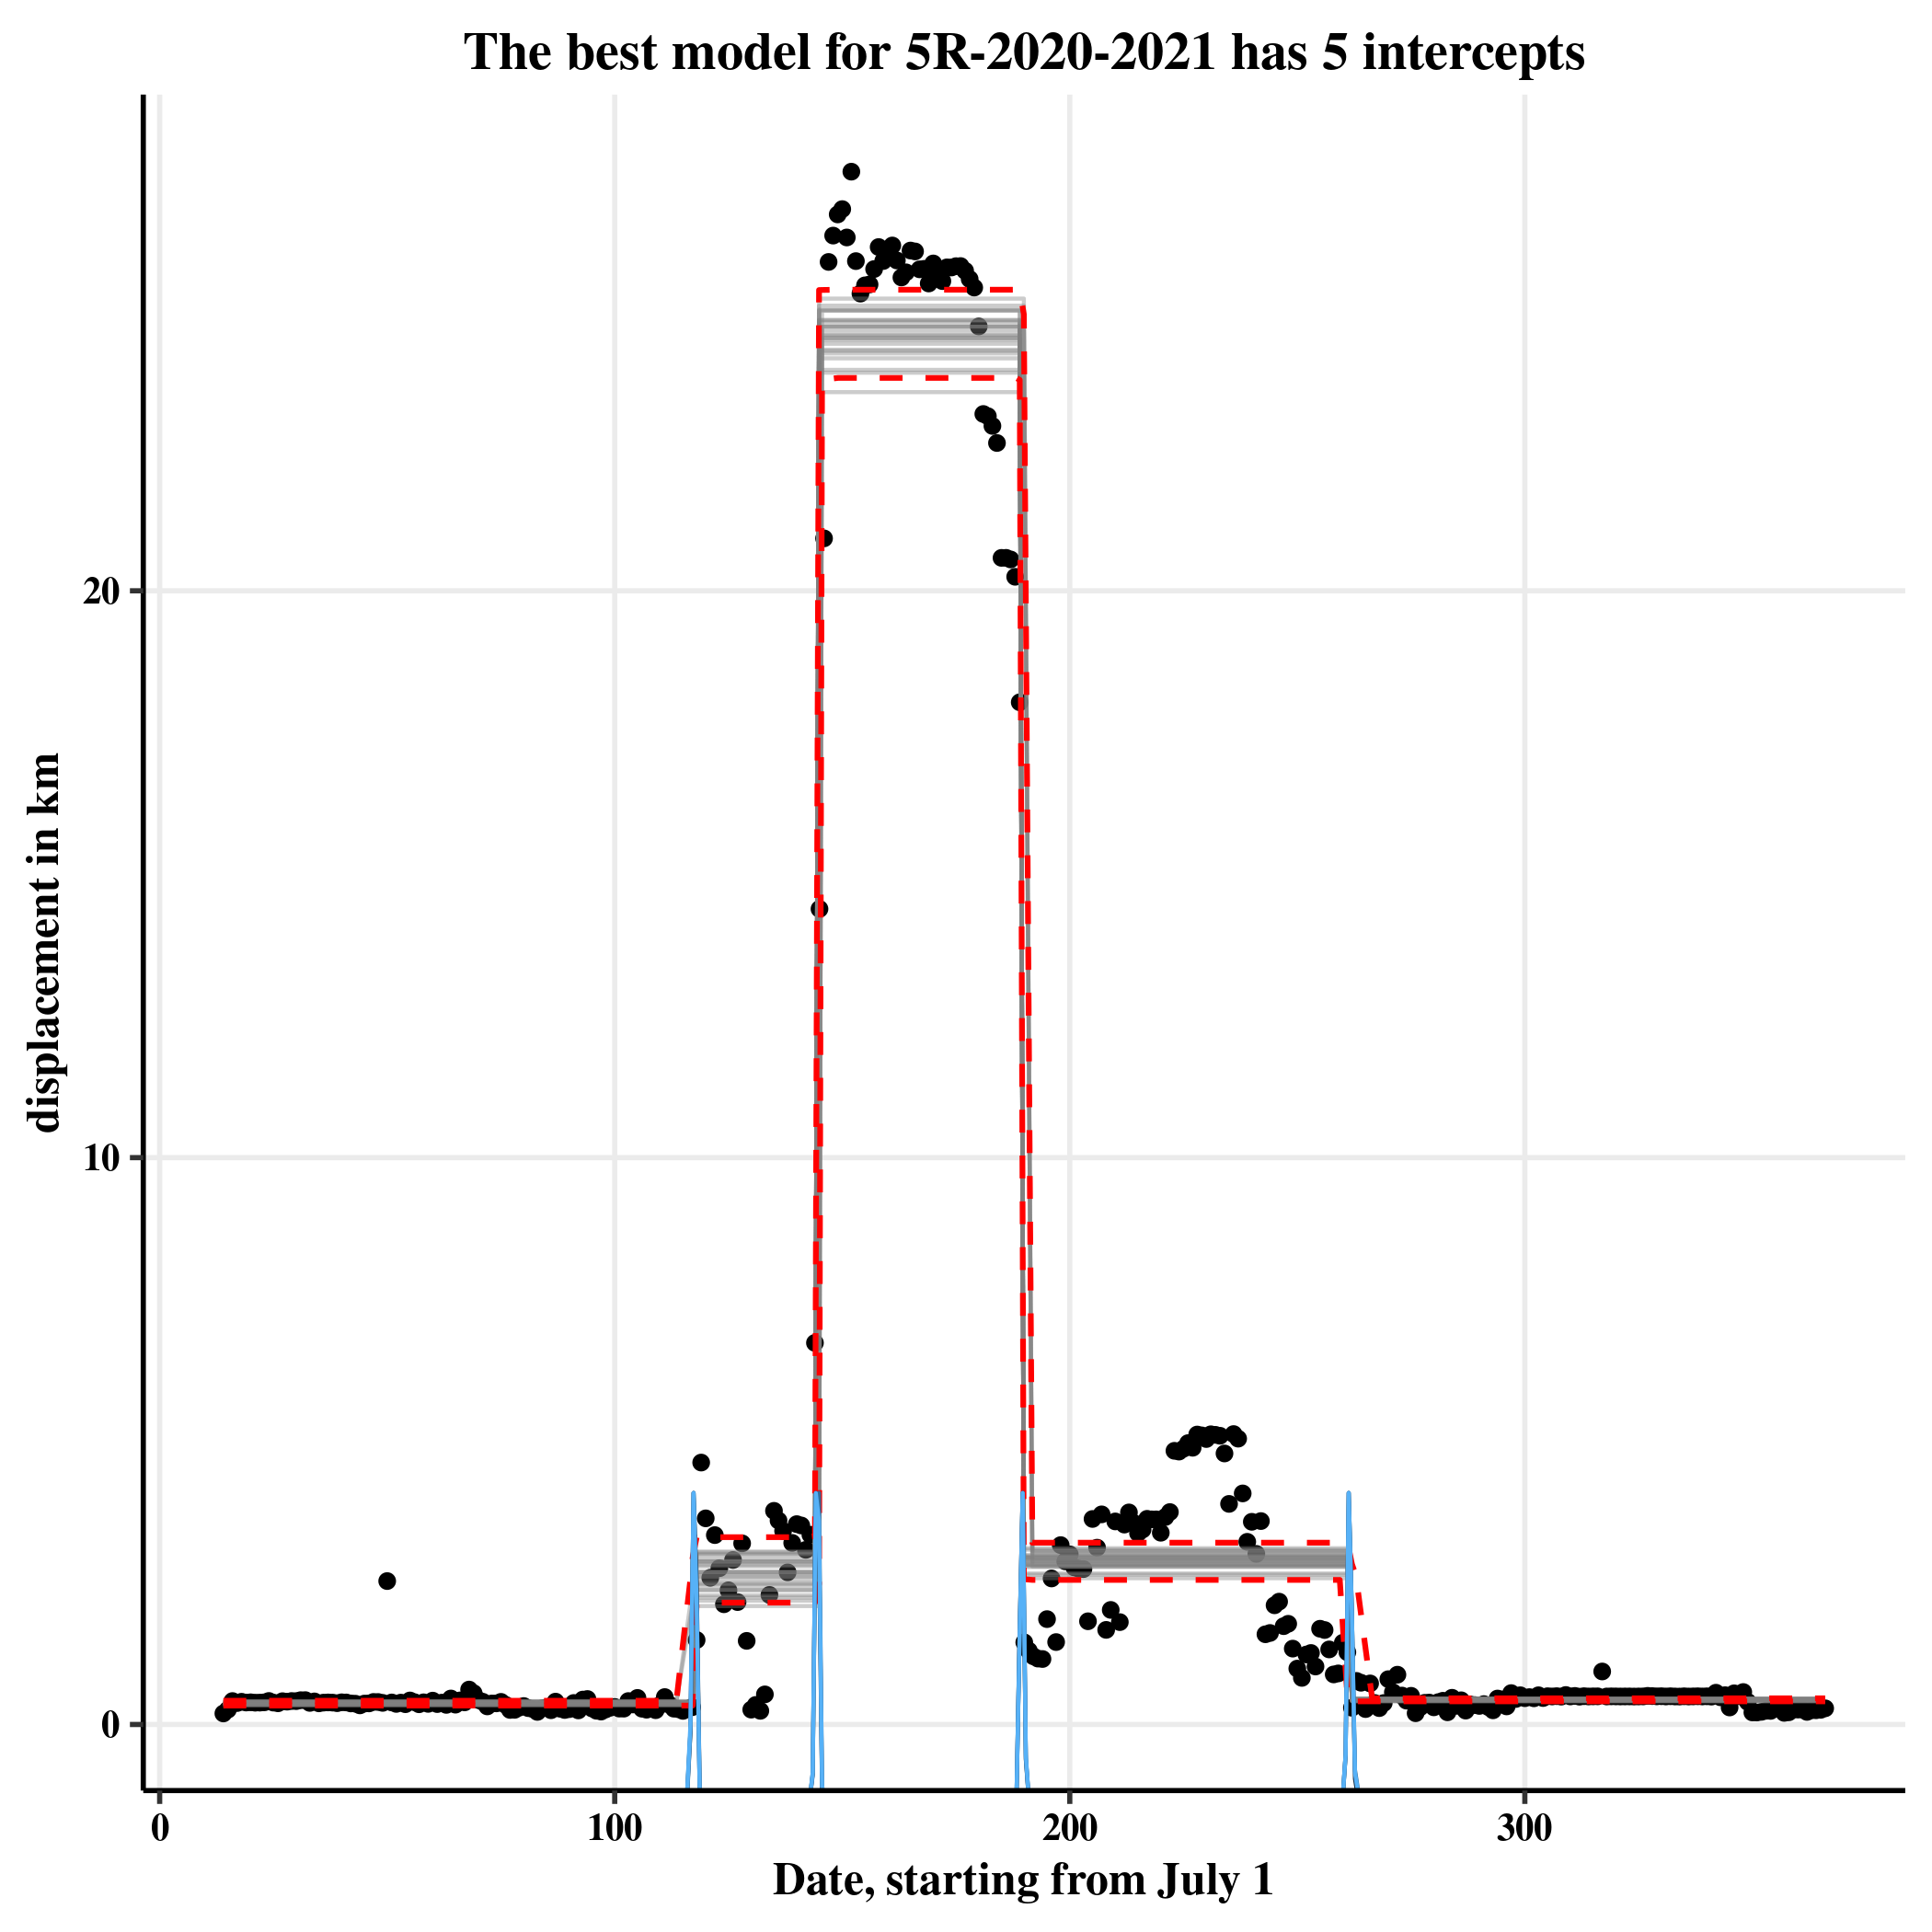 The best model for 5R-2020-2021 has 5 intercepts
displacement in km
20
10
0
0 100 200 300
Date, starting from July 1